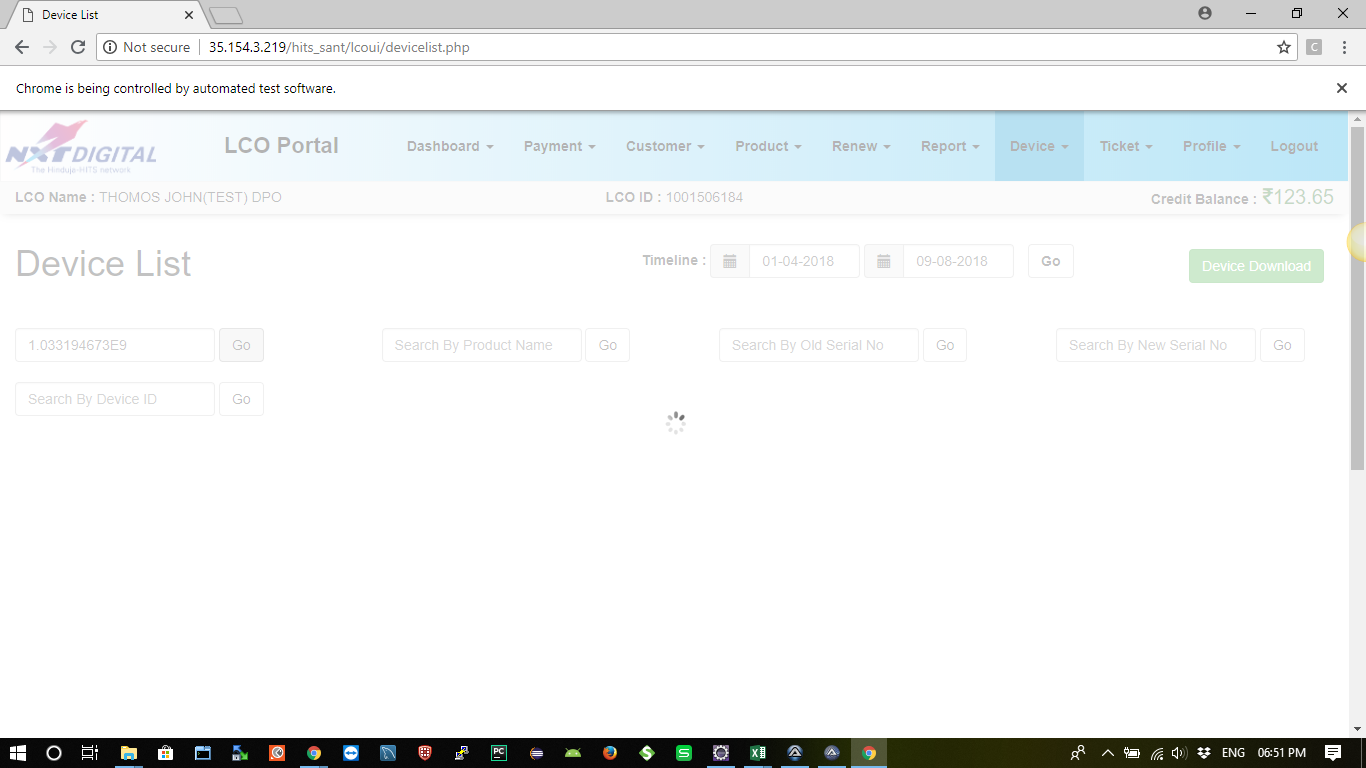 Device List
Not secure 35.154.3.219/hits_sant/lcoui/devicelist.php
C
Chrome is being controlled by automated test software.
NXTDIGITAL
The Hinduja-HITS network
LCO Portal Dashboard Payment Customer Product Renew Report Device Ticket Profile Logout
LCO Name : THOMOS JOHN(TEST) DPO LCO ID : 1001506184 Credit Balance : ₹123.65
Device List Timeline : 01-04-2018 09-08-2018 Go Device Download
1.033194673E9 Go Search By Product Name Go Search By Old Serial No Go Search By New Serial No Go
Search By Device ID Go
PC S ENG 06:51 PM